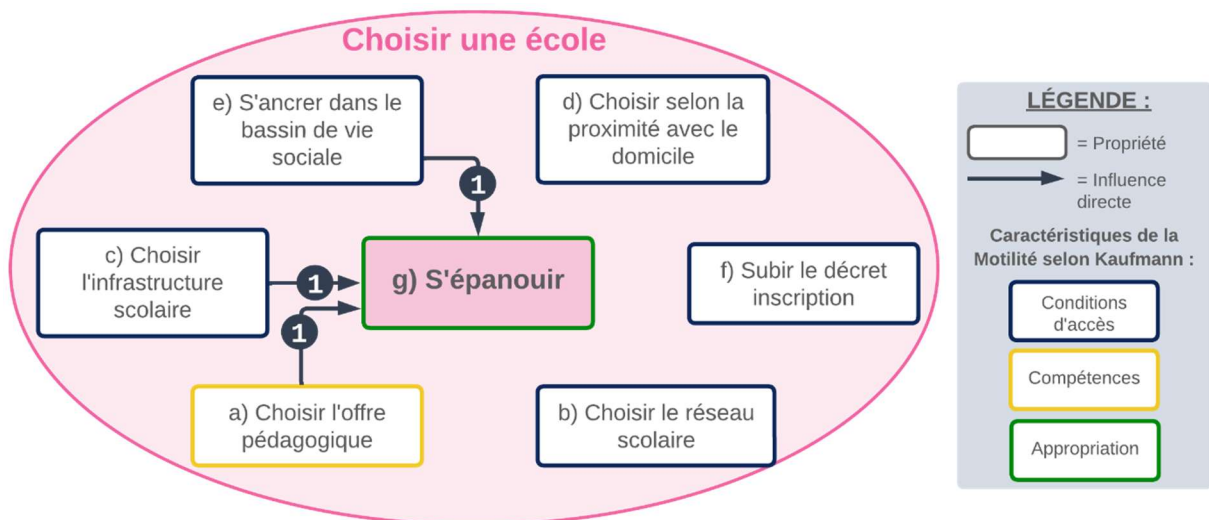 Choisir une école
e) S'ancrer dans le
bassin de vie
sociale
d) Choisir selon la
proximité avec le
domicile
1
c) Choisir
l'infrastructure
scolaire
1
g) S'épanouir
f) Subir le décret
inscription
1
a) Choisir l'offre
pédagogique
b) Choisir le réseau
scolaire
LÉGENDE :
= Propriété
= Influence
directe
Caractéristiques de la
Motilité selon Kaufmann :
Conditions
d'accès
Compétences
Appropriation